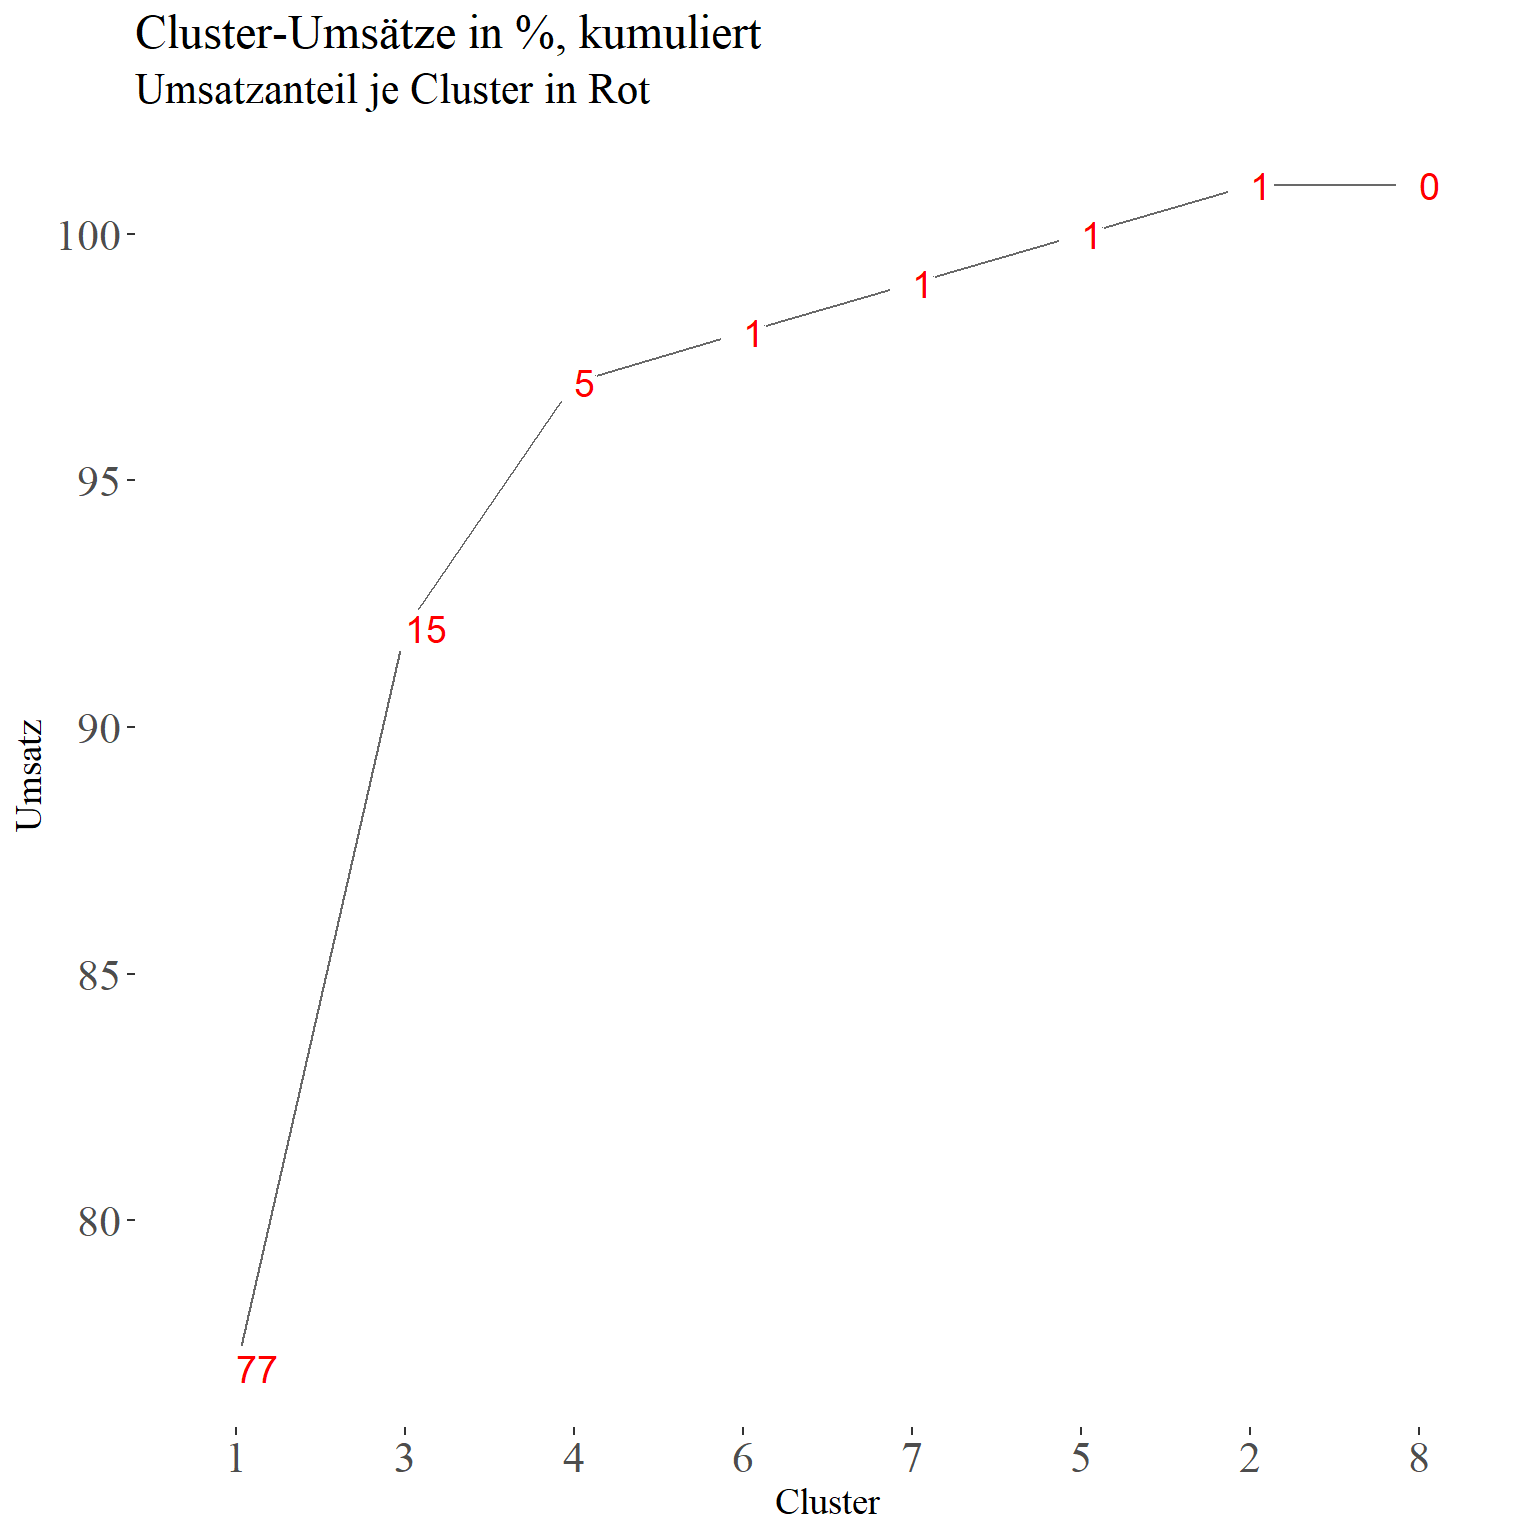 Cluster-Umsätze in %, kumuliert
Umsatzanteil je Cluster in Rot
1
0
100
1
1
1
5
95
15
90
Umsatz
85
80
77
1 3 4 6 7 5 2 8
Cluster